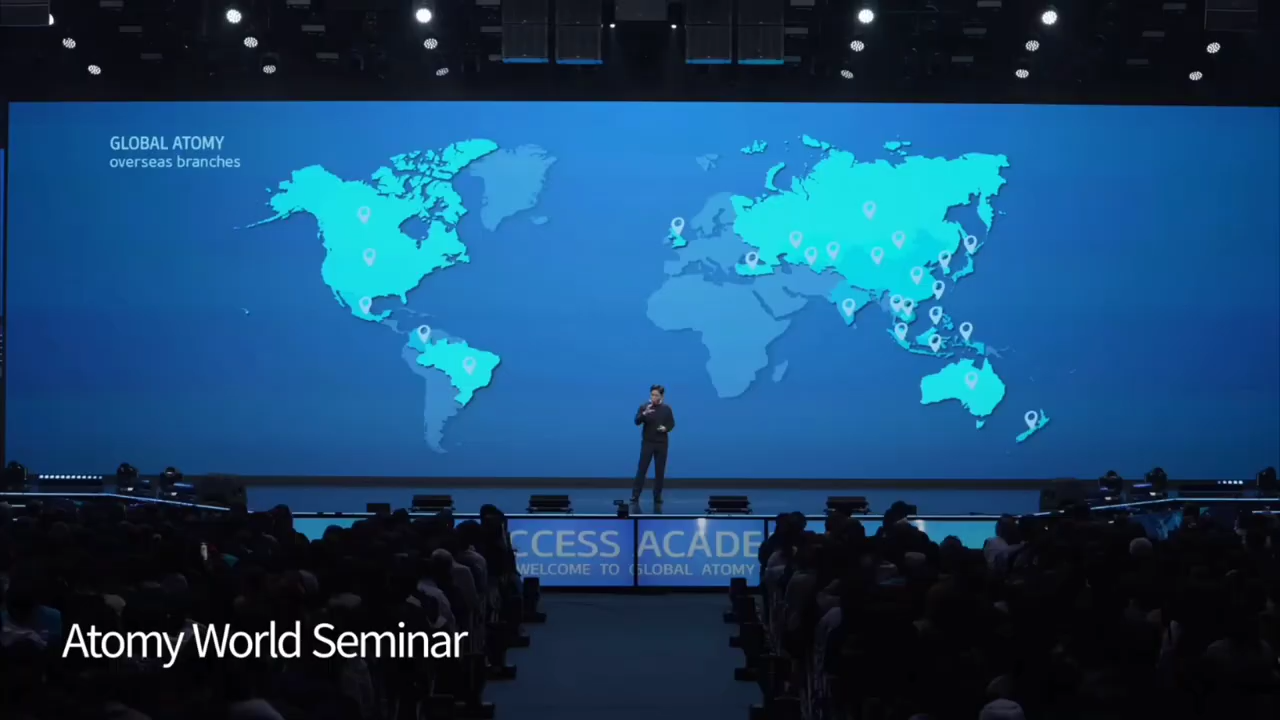 GLOBAL ATOMY
overseas branches
CCESS ACADE
WELCOME TO GLOBAL ATOMY
Atomy World Seminar